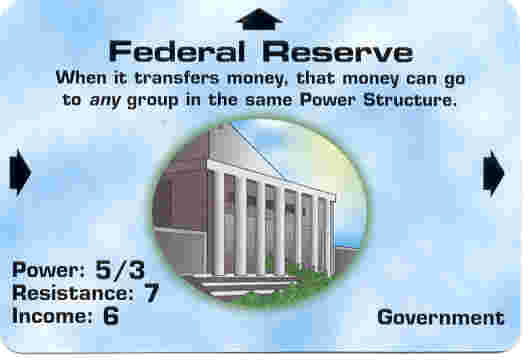 Federal Reserve
When it transfers money, that money can go
to any group in the same Power Structure.
Power: 5/3
Resistance: 7
Income: 6
Government